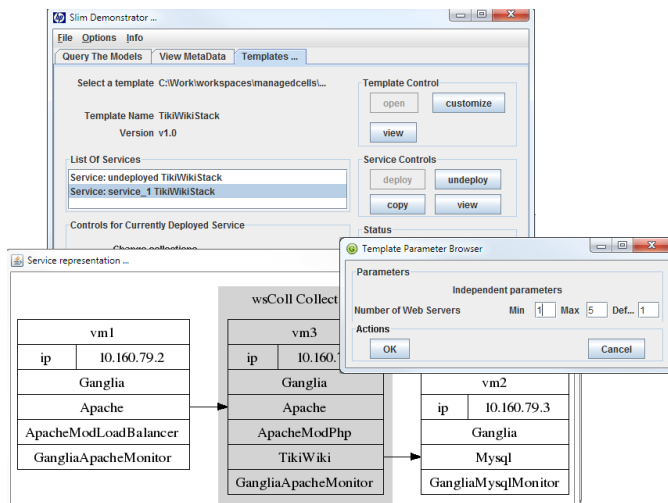 Slim Demonstrator ...
File Options Info
Query The Models View MetaData Templates ...
Select a template C:\Work\workspaces\managedcells\...
Template Name TikiWikiStack
Version v1.0
Template Control
open customize
view
List Of Services
Service: undeployed TikiWikiStack
Service: service_1 TikiWikiStack
Service Controls
deploy undeploy
copy view
Controls for Currently Deployed Service
Status
Template Parameter Browser
Parameters
Independent parameters
Number of Web Servers Min 1 Max 5 Def... 1
Actions
OK Cancel
Service representation ...
wsColl Collect
vm1
ip 10.160.79.2
Ganglia
Apache
ApacheModLoadBalancer
GangliaApacheMonitor
vm3
ip 10.160.
Ganglia
Apache
ApacheModPhp
TikiWiki
GangliaApacheMonitor
vm2
ip 10.160.79.3
Ganglia
Mysql
GangliaMysqlMonitor